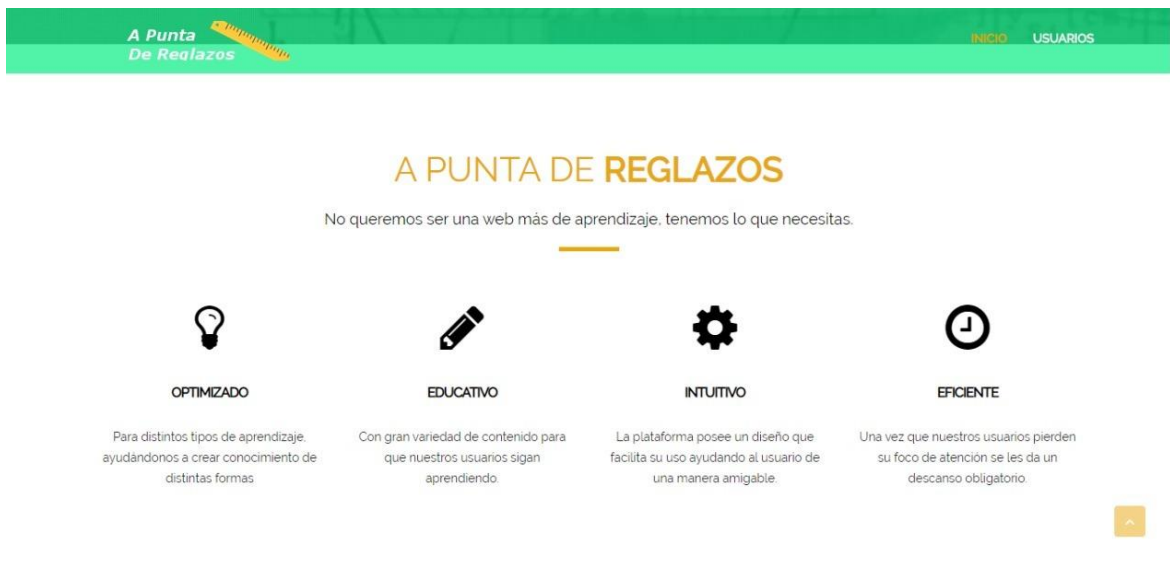 A Punta
De Reglazos
INICIO USUARIOS
A PUNTA DE REGLAZOS
No queremos ser una web más de aprendizaje, tenemos lo que necesitas.
OPTIMIZADO
Para distintos tipos de aprendizaje,
ayudándonos a crear conocimiento de
distintas formas
EDUCATIVO
Con gran variedad de contenido para
que nuestros usuarios sigan
aprendiendo.
INTUITIVO
La plataforma posee un diseño que
facilita su uso ayudando al usuario de
una manera amigable.
EFICIENTE
Una vez que nuestros usuarios pierden
su foco de atención se les da un
descanso obligatorio.